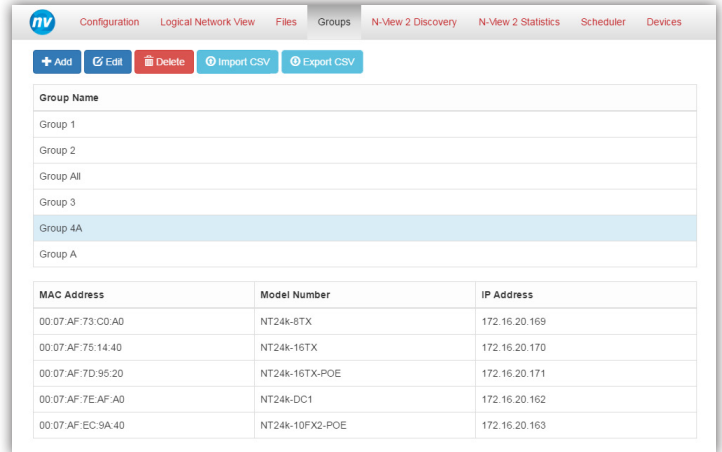 nv Configuration Logical Network View Files Groups N-View 2 Discovery N-View 2 Statistics Scheduler Devices
Add Edit Delete Import CSV Export CSV
Group Name
Group 1
Group 2
Group All
Group 3
Group 4A
Group A
MAC Address Model Number IP Address
00:07:AF:73:C0:A0 NT24k-8TX 172.16.20.169
00:07:AF:75:14:40 NT24k-16TX 172.16.20.170
00:07:AF:7D:95:20 NT24k-16TX-POE 172.16.20.171
00:07:AF:7E:AF:A0 NT24k-DC1 172.16.20.162
00:07:AF:EC:9A:40 NT24k-10FX2-POE 172.16.20.163